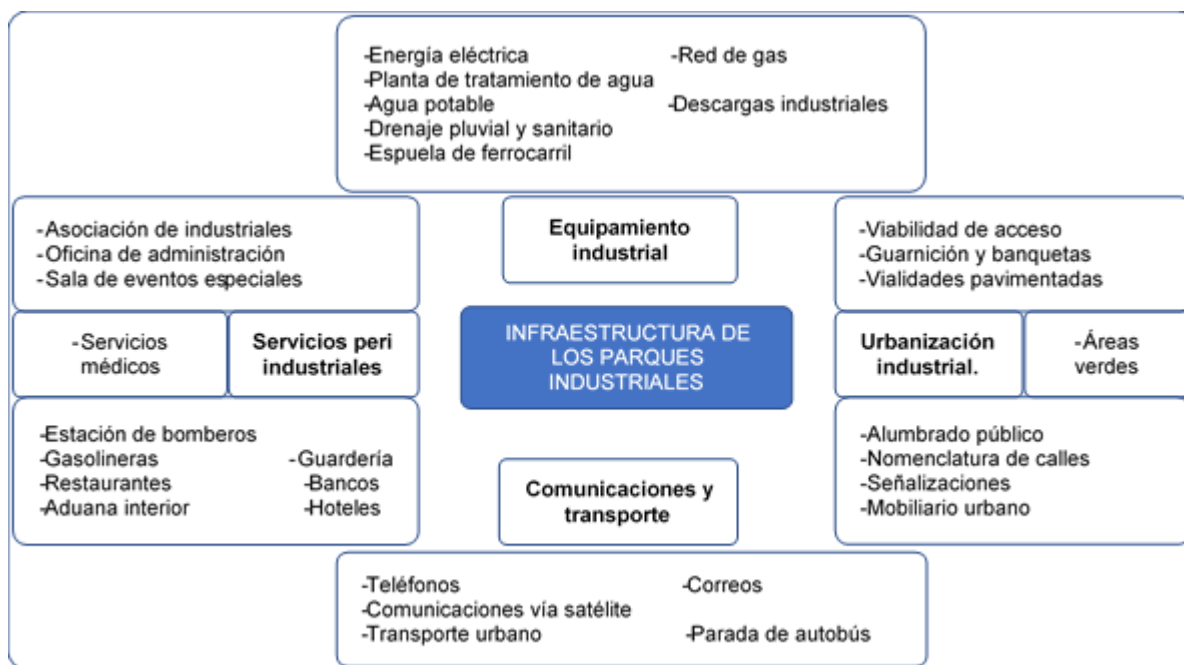 -Energía eléctrica -Red de gas
-Planta de tratamiento de agua
-Agua potable -Descargas industriales
-Drenaje pluvial y sanitario
-Espuela de ferrocarril
-Asociación de industriales
-Oficina de administración
-Sala de eventos especiales
Equipamiento
industrial
-Viabilidad de acceso
-Guarnición y banquetas
-Vialidades pavimentadas
-Servicios
médicos
Servicios peri
industriales
INFRAESTRUCTURA DE
LOS PARQUES
INDUSTRIALES
Urbanización
industrial.
-Áreas
verdes
-Estación de bomberos
-Gasolineras -Guardería
-Restaurantes -Bancos
-Aduana interior -Hoteles
Comunicaciones y
transporte
-Alumbrado público
-Nomenclatura de calles
-Señalizaciones
-Mobiliario urbano
-Teléfonos -Correos
-Comunicaciones vía satélite
-Transporte urbano -Parada de autobús